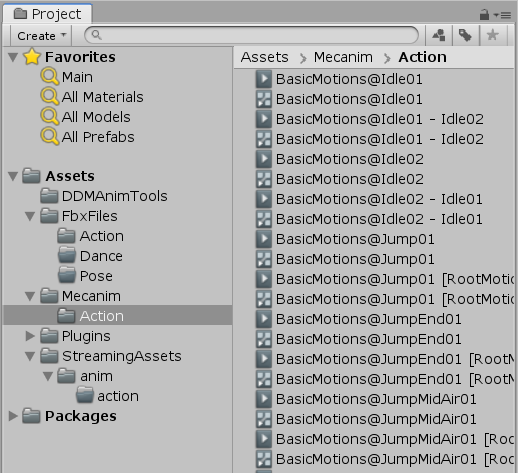 Project
Create
Favorites
Main
All Materials
All Models
All Prefabs
Assets
DDMAnimTools
FbxFiles
Action
Dance
Pose
Mecanim
Action
Plugins
StreamingAssets
anim
action
Packages
Assets > Mecanim > Action
BasicMotions@Idle01
BasicMotions@Idle01
BasicMotions@Idle01 - Idle02
BasicMotions@Idle01 - Idle02
BasicMotions@Idle02
BasicMotions@Idle02
BasicMotions@Idle02 - Idle01
BasicMotions@Idle02 - Idle01
BasicMotions@Jump01
BasicMotions@Jump01
BasicMotions@Jump01 [RootMotio
BasicMotions@Jump01 [RootMotio
BasicMotions@JumpEnd01
BasicMotions@JumpEnd01
BasicMotions@JumpEnd01 [RootM
BasicMotions@JumpEnd01 [RootM
BasicMotions@JumpMidAir01
BasicMotions@JumpMidAir01
BasicMotions@JumpMidAir01 [Roo
BasicMotions@JumpMidAir01 [Roo